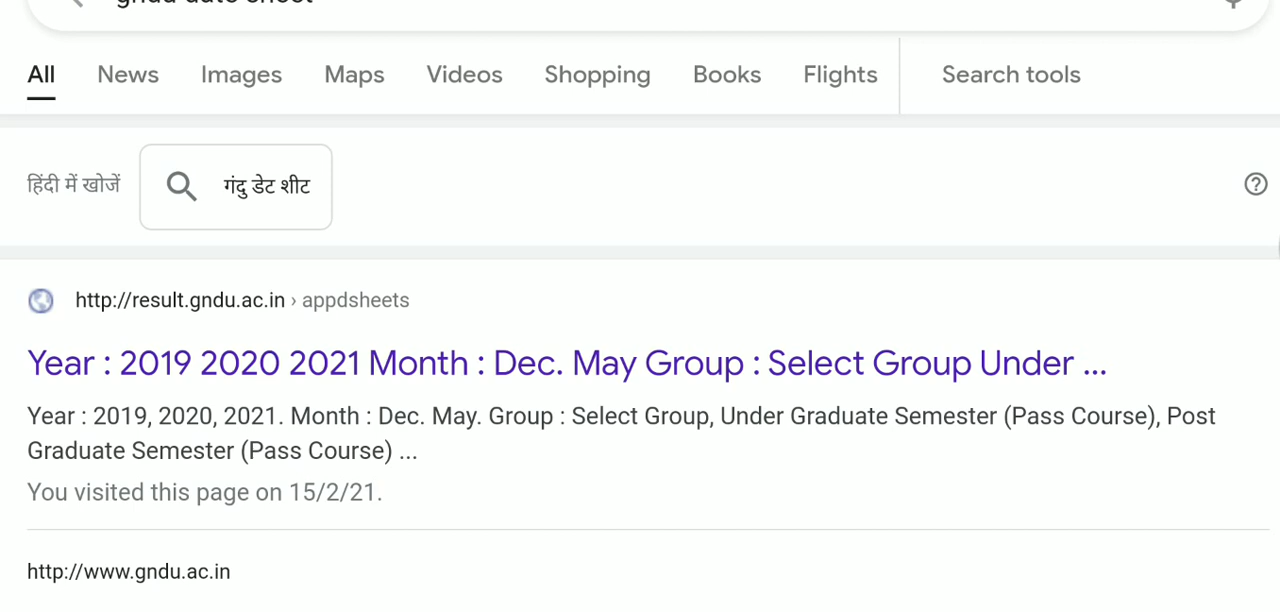 gndu date sheet
All News Images Maps Videos Shopping Books Flights Search tools
हिंदी में खोजें गंदु डेट शीट
http://result.gndu.ac.in › appdsheets
Year : 2019 2020 2021 Month : Dec. May Group : Select Group Under ...
Year : 2019, 2020, 2021. Month : Dec. May. Group : Select Group, Under Graduate Semester (Pass Course), Post
Graduate Semester (Pass Course) ...
You visited this page on 15/2/21.
http://www.gndu.ac.in